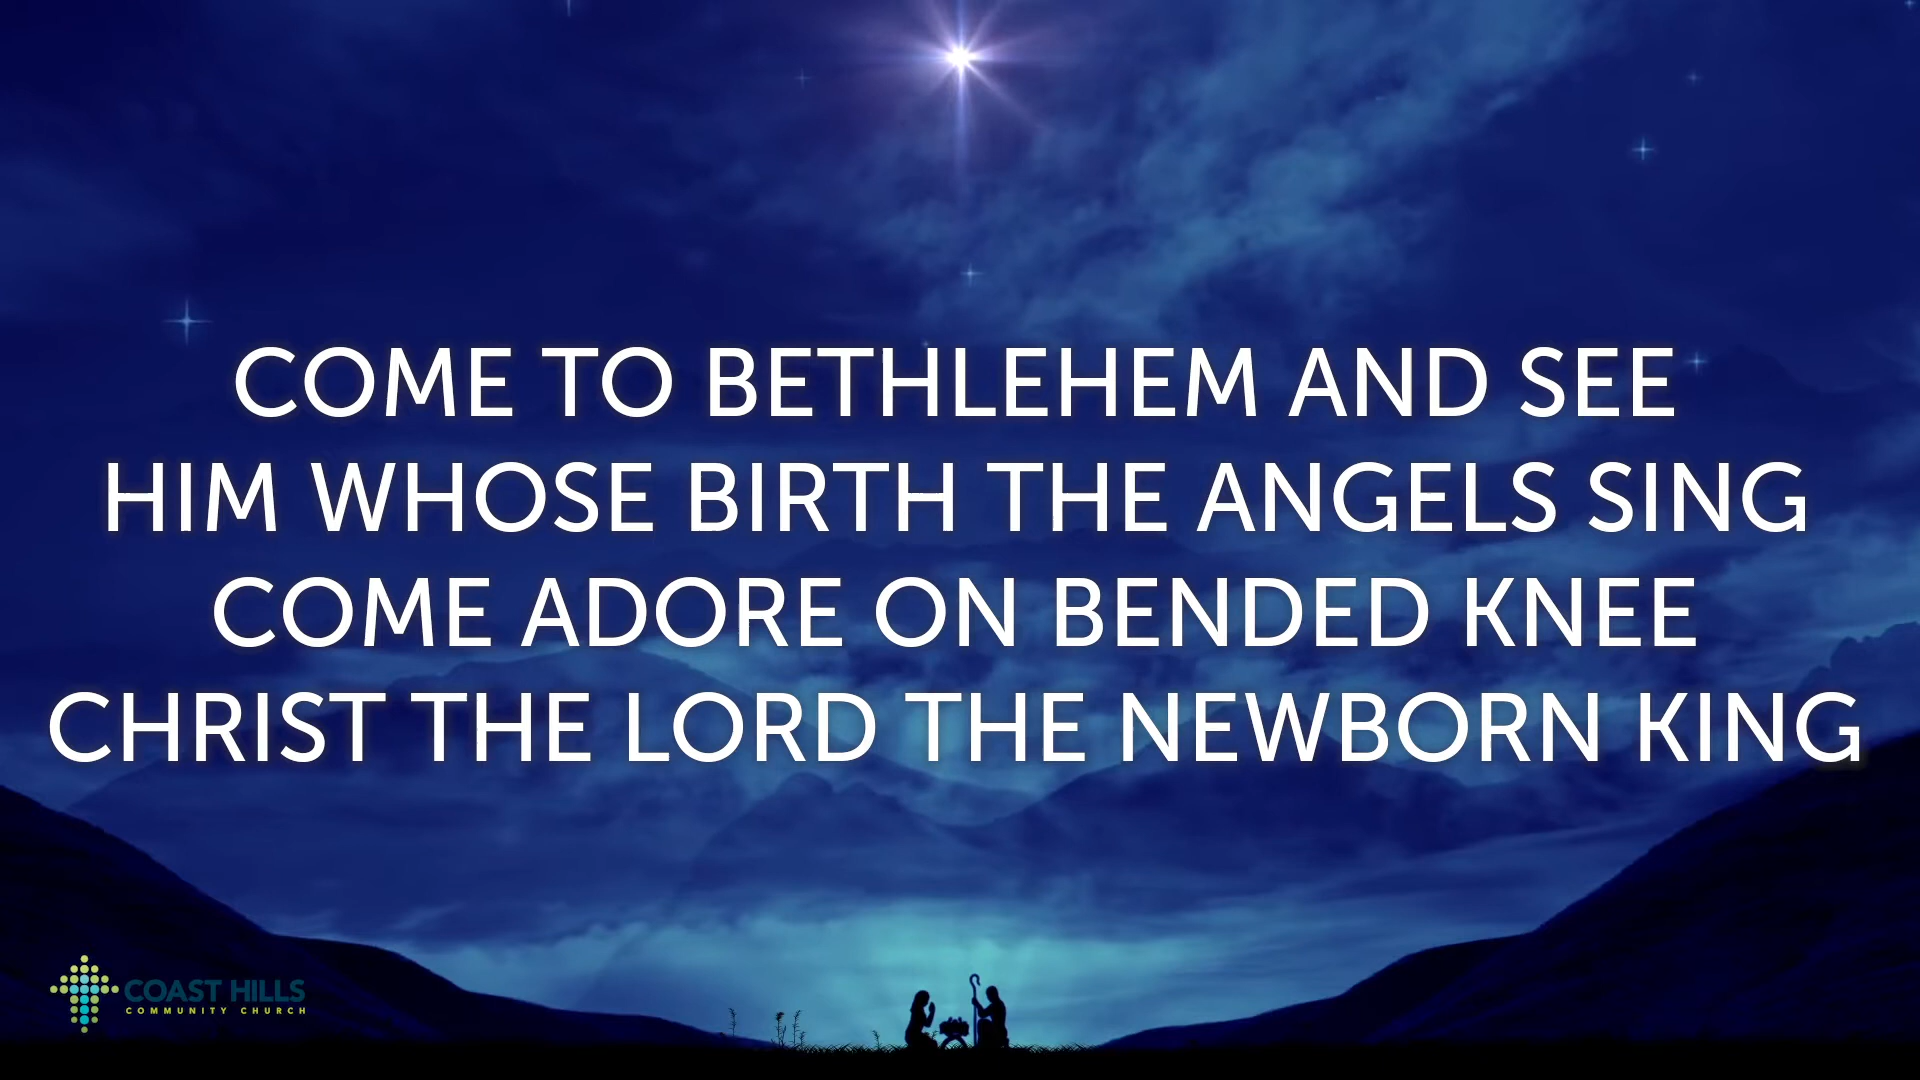 COME TO BETHLEHEM AND SEE
HIM WHOSE BIRTH THE ANGELS SING
COME ADORE ON BENDED KNEE
CHRIST THE LORD THE NEWBORN KING
COAST HILLS
COMMUNITY CHURCH